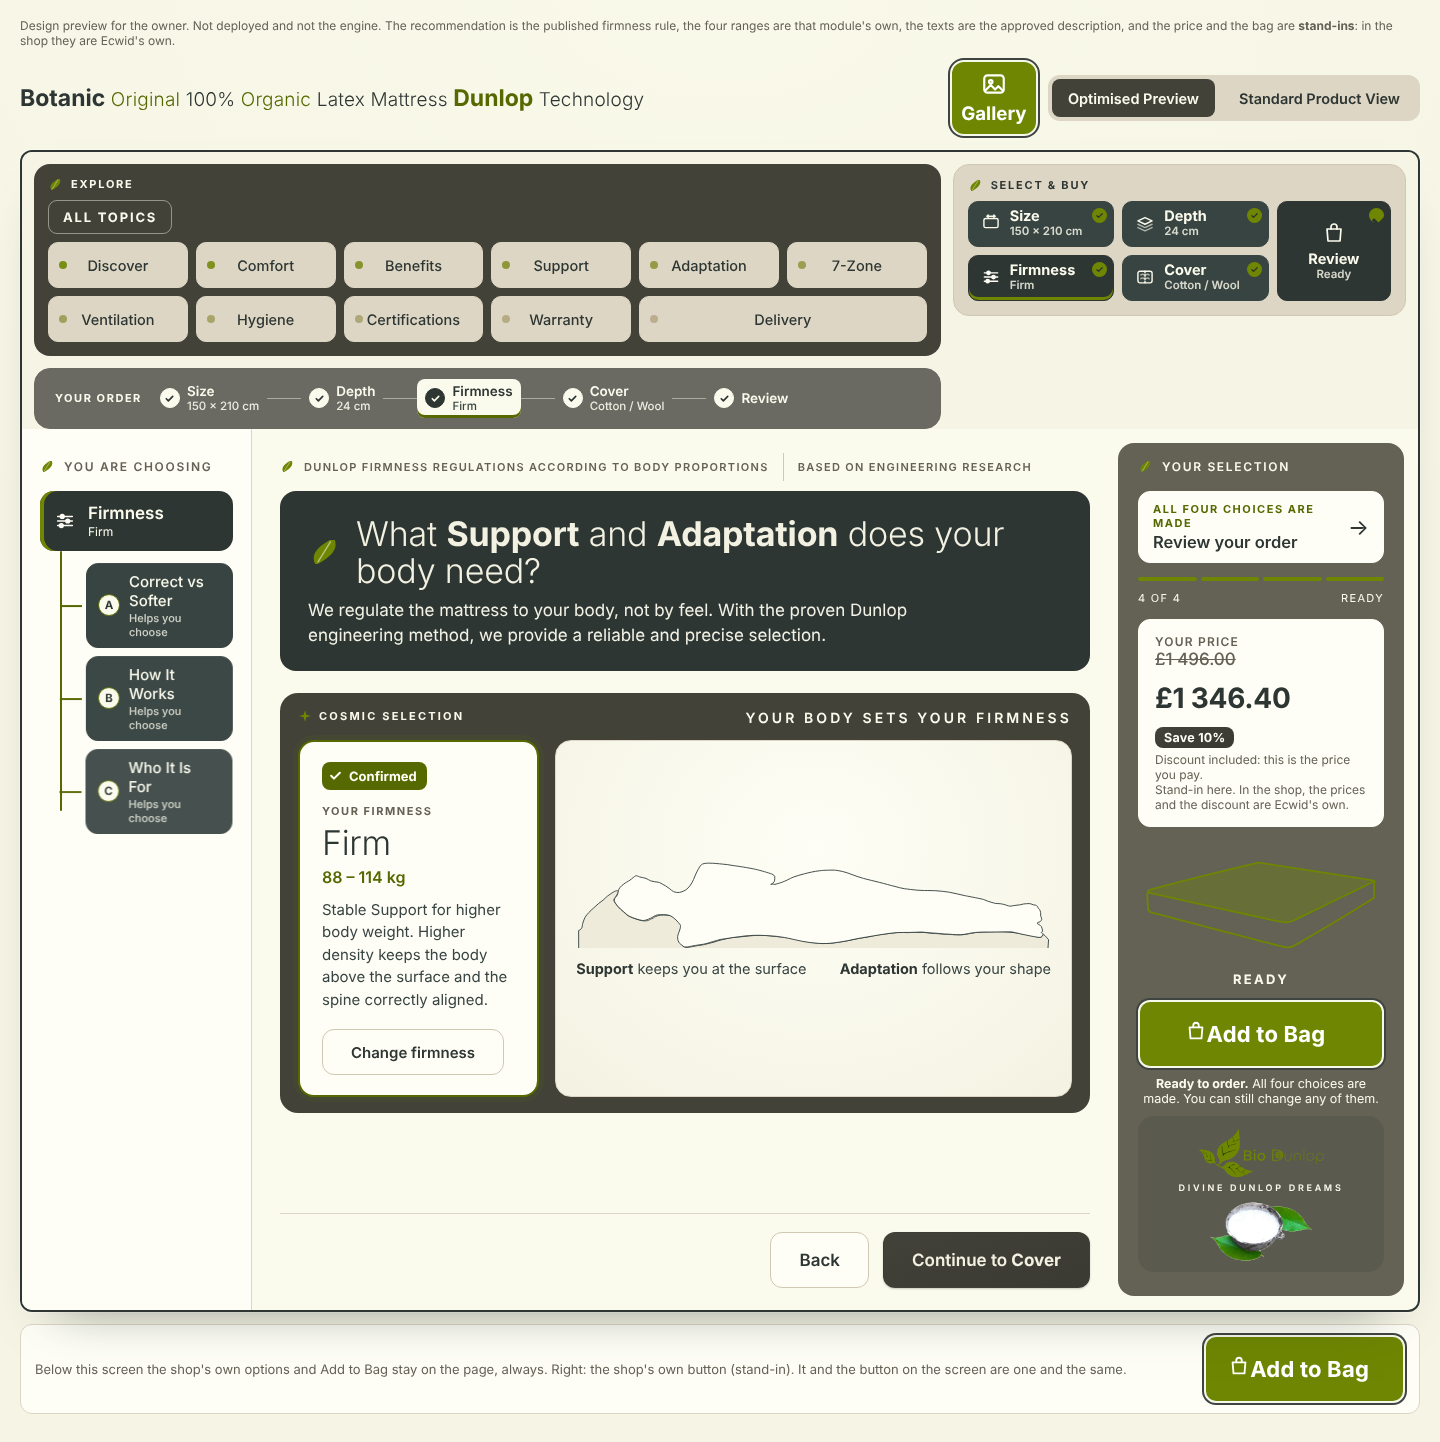 Design preview for the owner. Not deployed and not the engine. The recommendation is the published firmness rule, the four ranges are that module's own, the texts are the approved description, and the price and the bag are stand-ins: in the
shop they are Ecwid's own.
Botanic Original 100% Organic Latex Mattress Dunlop Technology
Gallery
Optimised Preview
Standard Product View
EXPLORE
ALL TOPICS
Discover
Comfort
Benefits
Support
Adaptation
7-Zone
Ventilation
Hygiene
Certifications
Warranty
Delivery
SELECT & BUY
Size
150 × 210 cm
Depth
24 cm
Firmness
Firm
Cover
Cotton / Wool
Review
Ready
YOUR ORDER
Size
150 × 210 cm
Depth
24 cm
Firmness
Firm
Cover
Cotton / Wool
Review
YOU ARE CHOOSING
Firmness
Firm
A
Correct vs
Softer
Helps you
choose
B
How It
Works
Helps you
choose
C
Who It Is
For
Helps you
choose
DUNLOP FIRMNESS REGULATIONS ACCORDING TO BODY PROPORTIONS
BASED ON ENGINEERING RESEARCH
What Support and Adaptation does your
body need?
We regulate the mattress to your body, not by feel. With the proven Dunlop
engineering method, we provide a reliable and precise selection.
COSMIC SELECTION
YOUR BODY SETS YOUR FIRMNESS
Confirmed
YOUR FIRMNESS
Firm
88 – 114 kg
Stable Support for higher
body weight. Higher
density keeps the body
above the surface and the
spine correctly aligned.
Change firmness
Support keeps you at the surface
Adaptation follows your shape
Back
Continue to Cover
YOUR SELECTION
ALL FOUR CHOICES ARE
MADE
Review your order
4 OF 4
READY
YOUR PRICE
£1 496.00
£1 346.40
Save 10%
Discount included: this is the price
you pay.
Stand-in here. In the shop, the prices
and the discount are Ecwid's own.
READY
Add to Bag
Ready to order. All four choices are
made. You can still change any of them.
Bio Dunlop
DIVINE DUNLOP DREAMS
Below this screen the shop's own options and Add to Bag stay on the page, always. Right: the shop's own button (stand-in). It and the button on the screen are one and the same.
Add to Bag